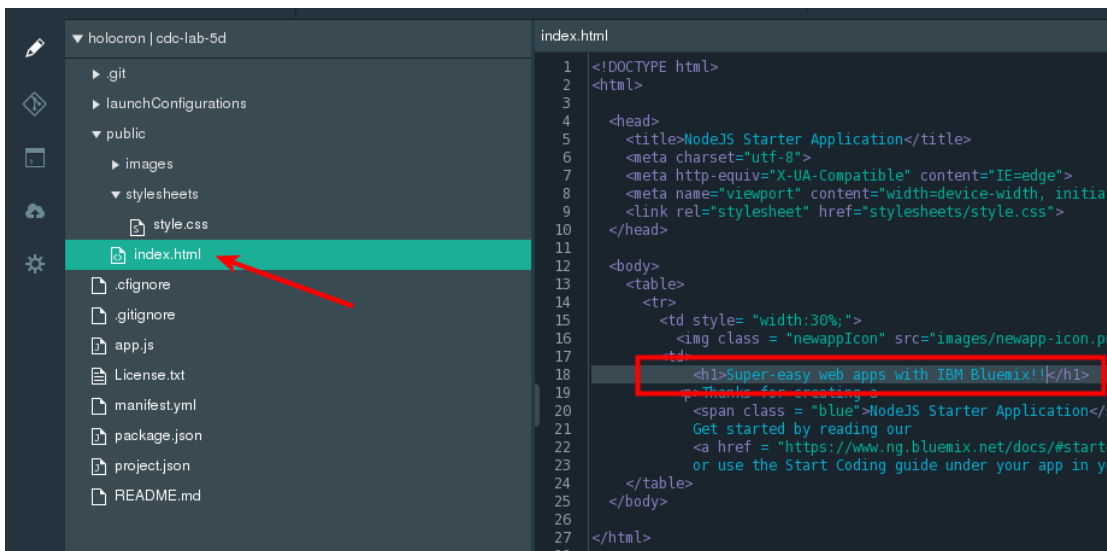 holocron | cdc-lab-5d
.git
launchConfigurations
public
images
stylesheets
style.css
index.html
.cfignore
.gitignore
app.js
License.txt
manifest.yml
package.json
project.json
README.md
index.html
1 <!DOCTYPE html>
2 <html>
3
4 <head>
5 <title>NodeJS Starter Application</title>
6 <meta charset="utf-8">
7 <meta http-equiv="X-UA-Compatible" content="IE=edge">
8 <meta name="viewport" content="width=device-width, initia
9 <link rel="stylesheet" href="stylesheets/style.css">
10 </head>
11
12 <body>
13 <table>
14 <tr>
15 <td style= "width:30%;">
16 <img class = "newappIcon" src="images/newapp-icon.p
17 <td>
18 <h1>Super-easy web apps with IBM Bluemix!!</h1>
19 <p>Thanks for creating a
20 <span class = "blue">NodeJS Starter Application</
21 Get started by reading our
22 <a href = "https://www.ng.bluemix.net/docs/#start
23 or use the Start Coding guide under your app in y
24 </table>
25 </body>
26
27 </html>